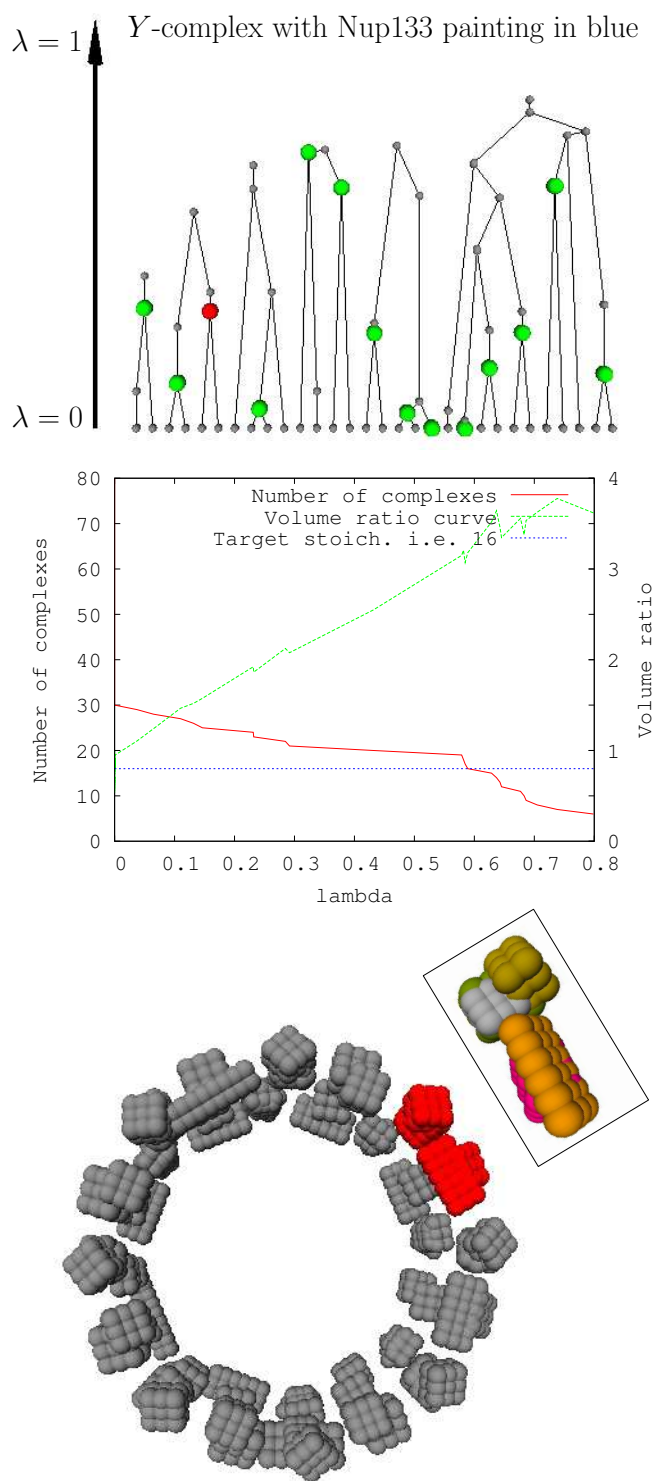 λ = 1
Y-complex with Nup133 painting in blue
λ = 0
80
70
60
50
40
30
20
10
0
Number of complexes
Number of complexes
Volume ratio curve
Target stoich. i.e. 16
4
3
2
1
0
Volume ratio
0 0.1 0.2 0.3 0.4 0.5 0.6 0.7 0.8
lambda